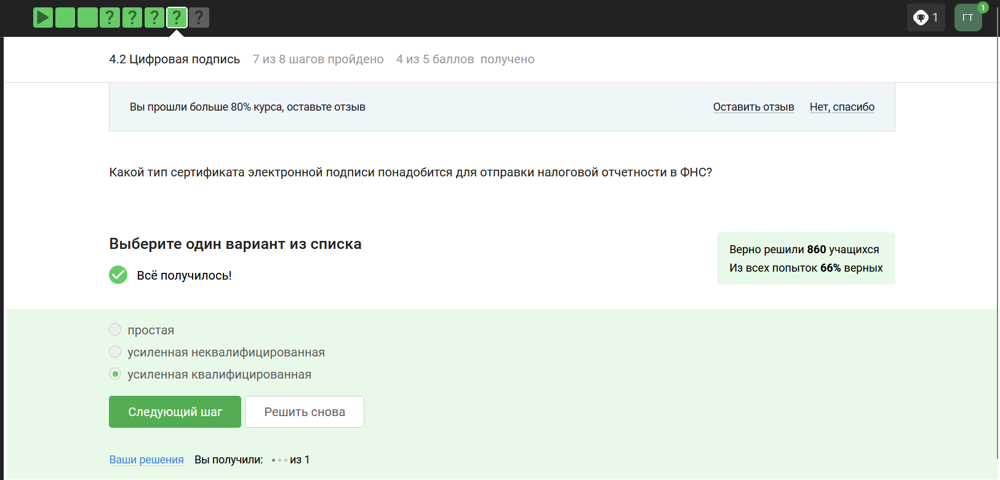 ? ? ? ? ?
1
ГТ
1
4.2 Цифровая подпись 7 из 8 шагов пройдено 4 из 5 баллов получено
Вы прошли больше 80% курса, оставьте отзыв
Оставить отзыв Нет, спасибо
Какой тип сертификата электронной подписи понадобится для отправки налоговой отчетности в ФНС?
Выберите один вариант из списка
Всё получилось!
Верно решили 860 учащихся
Из всех попыток 66% верных
простая
усиленная неквалифицированная
усиленная квалифицированная
Следующий шаг Решить снова
Ваши решения Вы получили: из 1